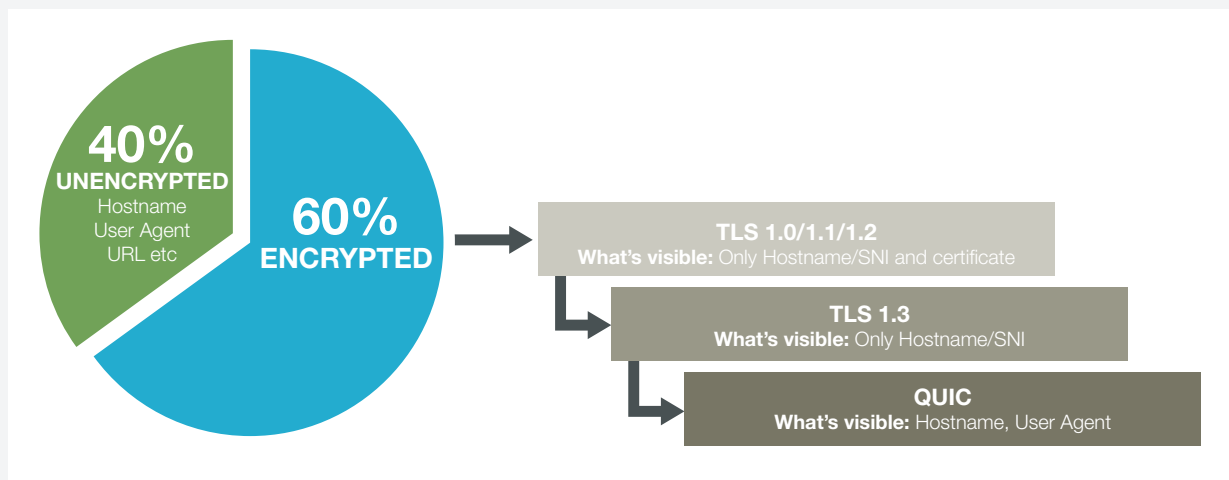 40%
UNENCRYPTED
Hostname
User Agent
URL etc
60%
ENCRYPTED
TLS 1.0/1.1/1.2
What's visible: Only Hostname/SNI and certificate
TLS 1.3
What's visible: Only Hostname/SNI
QUIC
What's visible: Hostname, User Agent